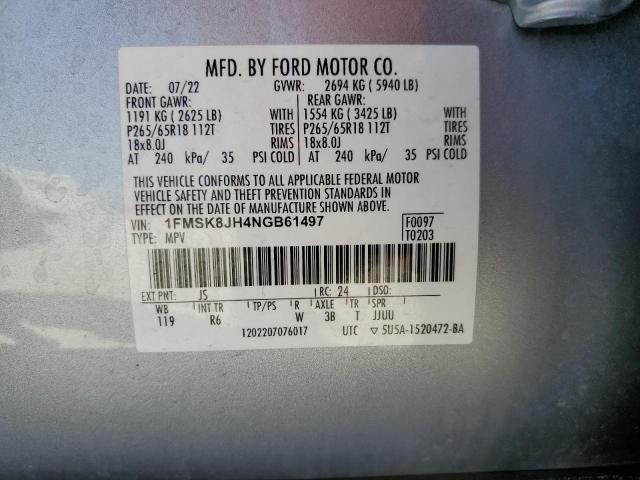 MFD. BY FORD MOTOR CO.
DATE: 07/22 GVWR: 2694 KG ( 5940 LB)
FRONT GAWR: REAR GAWR:
1191 KG ( 2625 LB) WITH 1554 KG ( 3425 LB) WITH
P265/65R18 112T TIRES P265/65R18 112T TIRES
18x8.0J RIMS 18x8.0J RIMS
AT 240 kPa/ 35 PSI COLD AT 240 kPa/ 35 PSI COLD
THIS VEHICLE CONFORMS TO ALL APPLICABLE FEDERAL MOTOR
VEHICLE SAFETY AND THEFT PREVENTION STANDARDS IN
EFFECT ON THE DATE OF MANUFACTURE SHOWN ABOVE.
VIN: 1FMSK8JH4NGB61497 F0097
TYPE: MPV T0203
EXT PNT: JS RC: 24 DSO:
WB INT TR TP/PS R AXLE TR SPR
119 R6 W 3B T JJUU
1202207076017 UTC ▽ 5U5A-1520472-BA